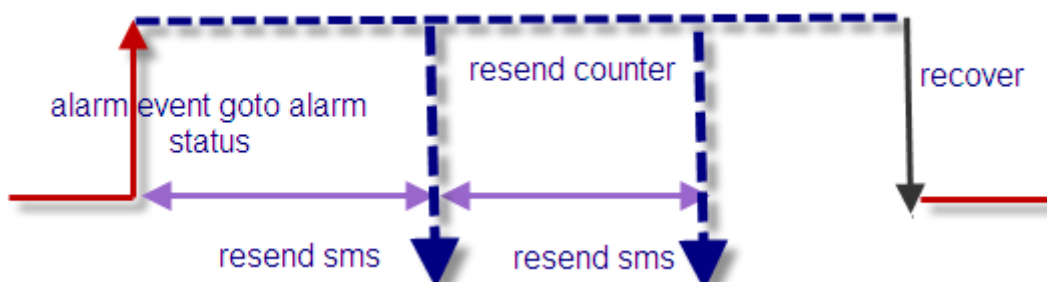 resend counter
recover
alarm event goto alarm
status
resend sms
resend sms